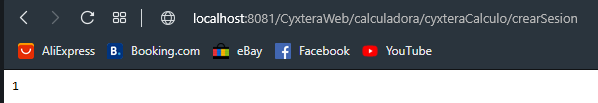 localhost:8081/CyxteraWeb/calculadora/cyxteraCalculo/crearSesion
AliExpress B. Booking.com eBay f Facebook YouTube
1